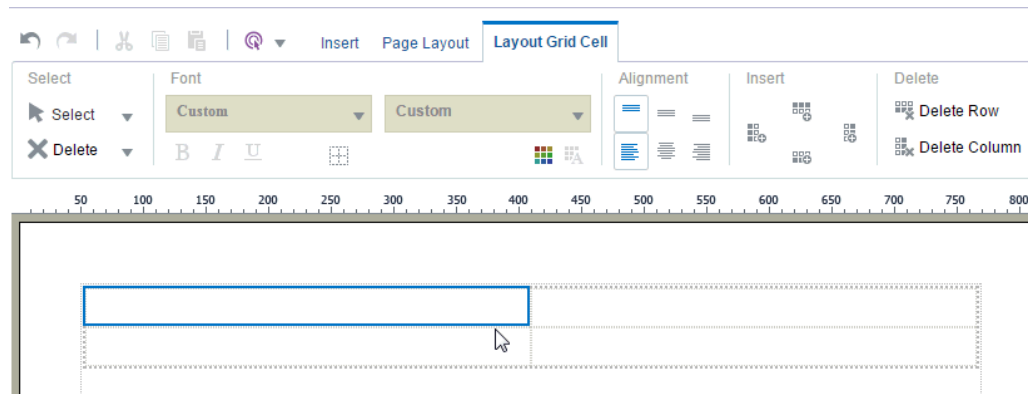 Insert Page Layout Layout Grid Cell
Select Font Alignment Insert Delete
Select Custom Custom Delete Row
Delete B I U A Delete Column
50 100 150 200 250 300 350 400 450 500 550 600 650 700 750 800